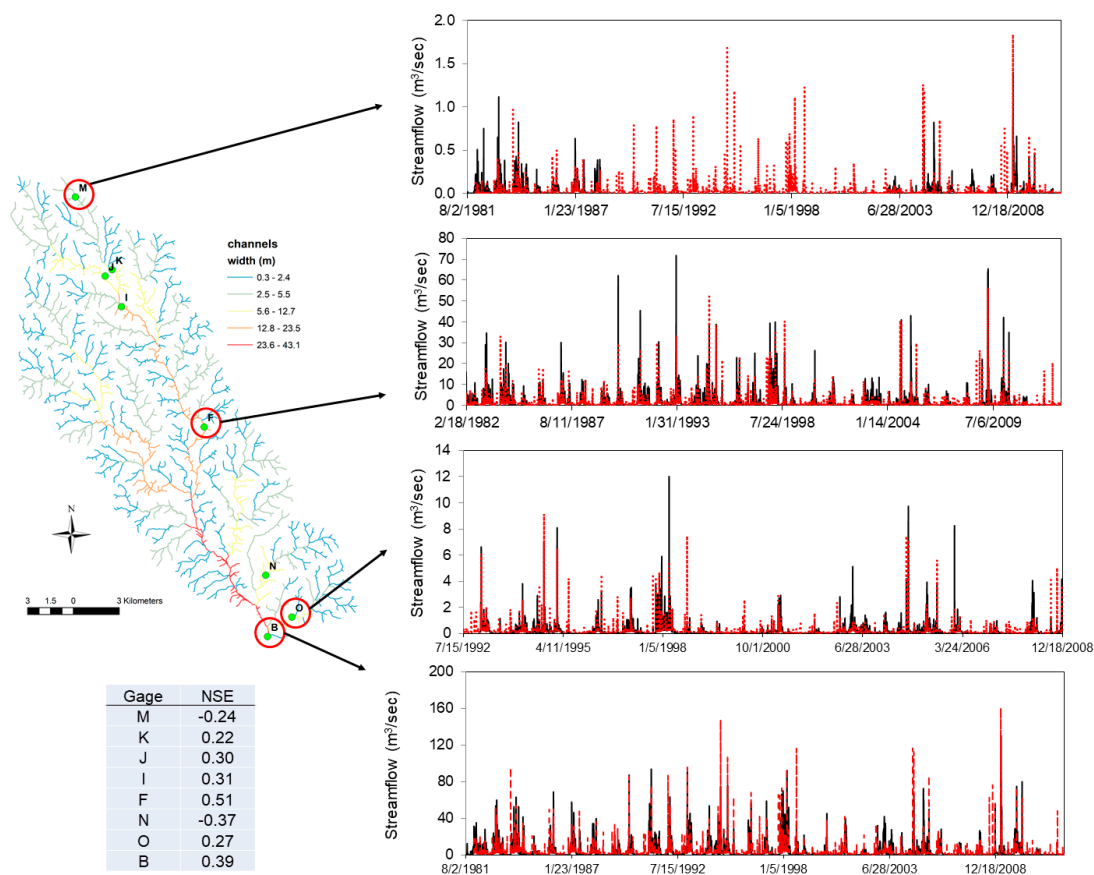 2.0
1.5
1.0
0.5
0.0
Streamflow (m³/sec)
8/2/1981 1/23/1987 7/15/1992 1/5/1998 6/28/2003 12/18/2008
M
K
J
I
F
N
O
B
channels
width (m)
0.3 - 2.4
2.5 - 5.5
5.6 - 12.7
12.8 - 23.5
23.6 - 43.1
N
3 1.5 0 3 Kilometers
80
70
60
50
40
30
20
10
0
Streamflow (m³/sec)
2/18/1982 8/11/1987 1/31/1993 7/24/1998 1/14/2004 7/6/2009
14
12
10
8
6
4
2
0
Streamflow (m³/sec)
7/15/1992 4/11/1995 1/5/1998 10/1/2000 6/28/2003 3/24/2006 12/18/2008
200
160
120
80
40
0
Streamflow (m³/sec)
8/2/1981 1/23/1987 7/15/1992 1/5/1998 6/28/2003 12/18/2008
Gage NSE
M -0.24
K 0.22
J 0.30
I 0.31
F 0.51
N -0.37
O 0.27
B 0.39